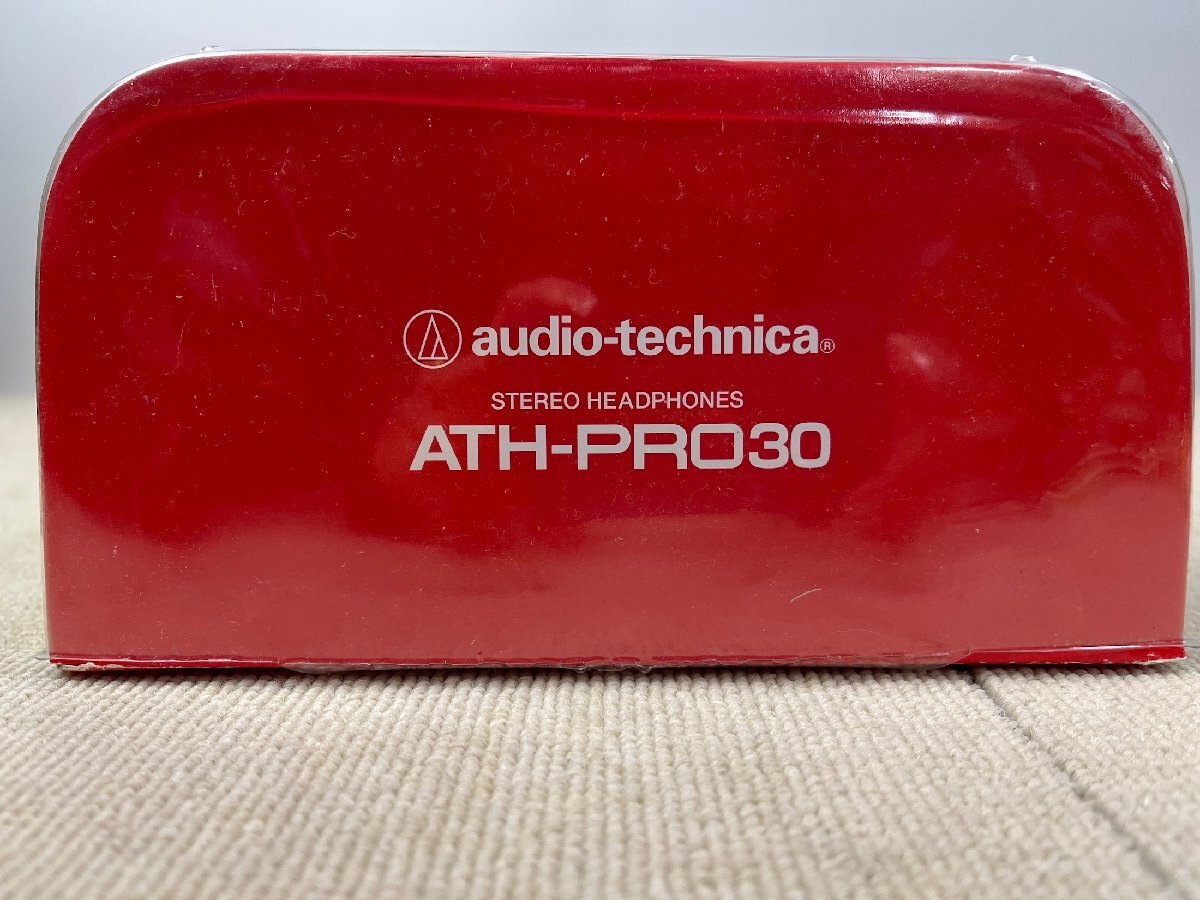 audio-technica®
STEREO HEADPHONES
ATH-PRO30